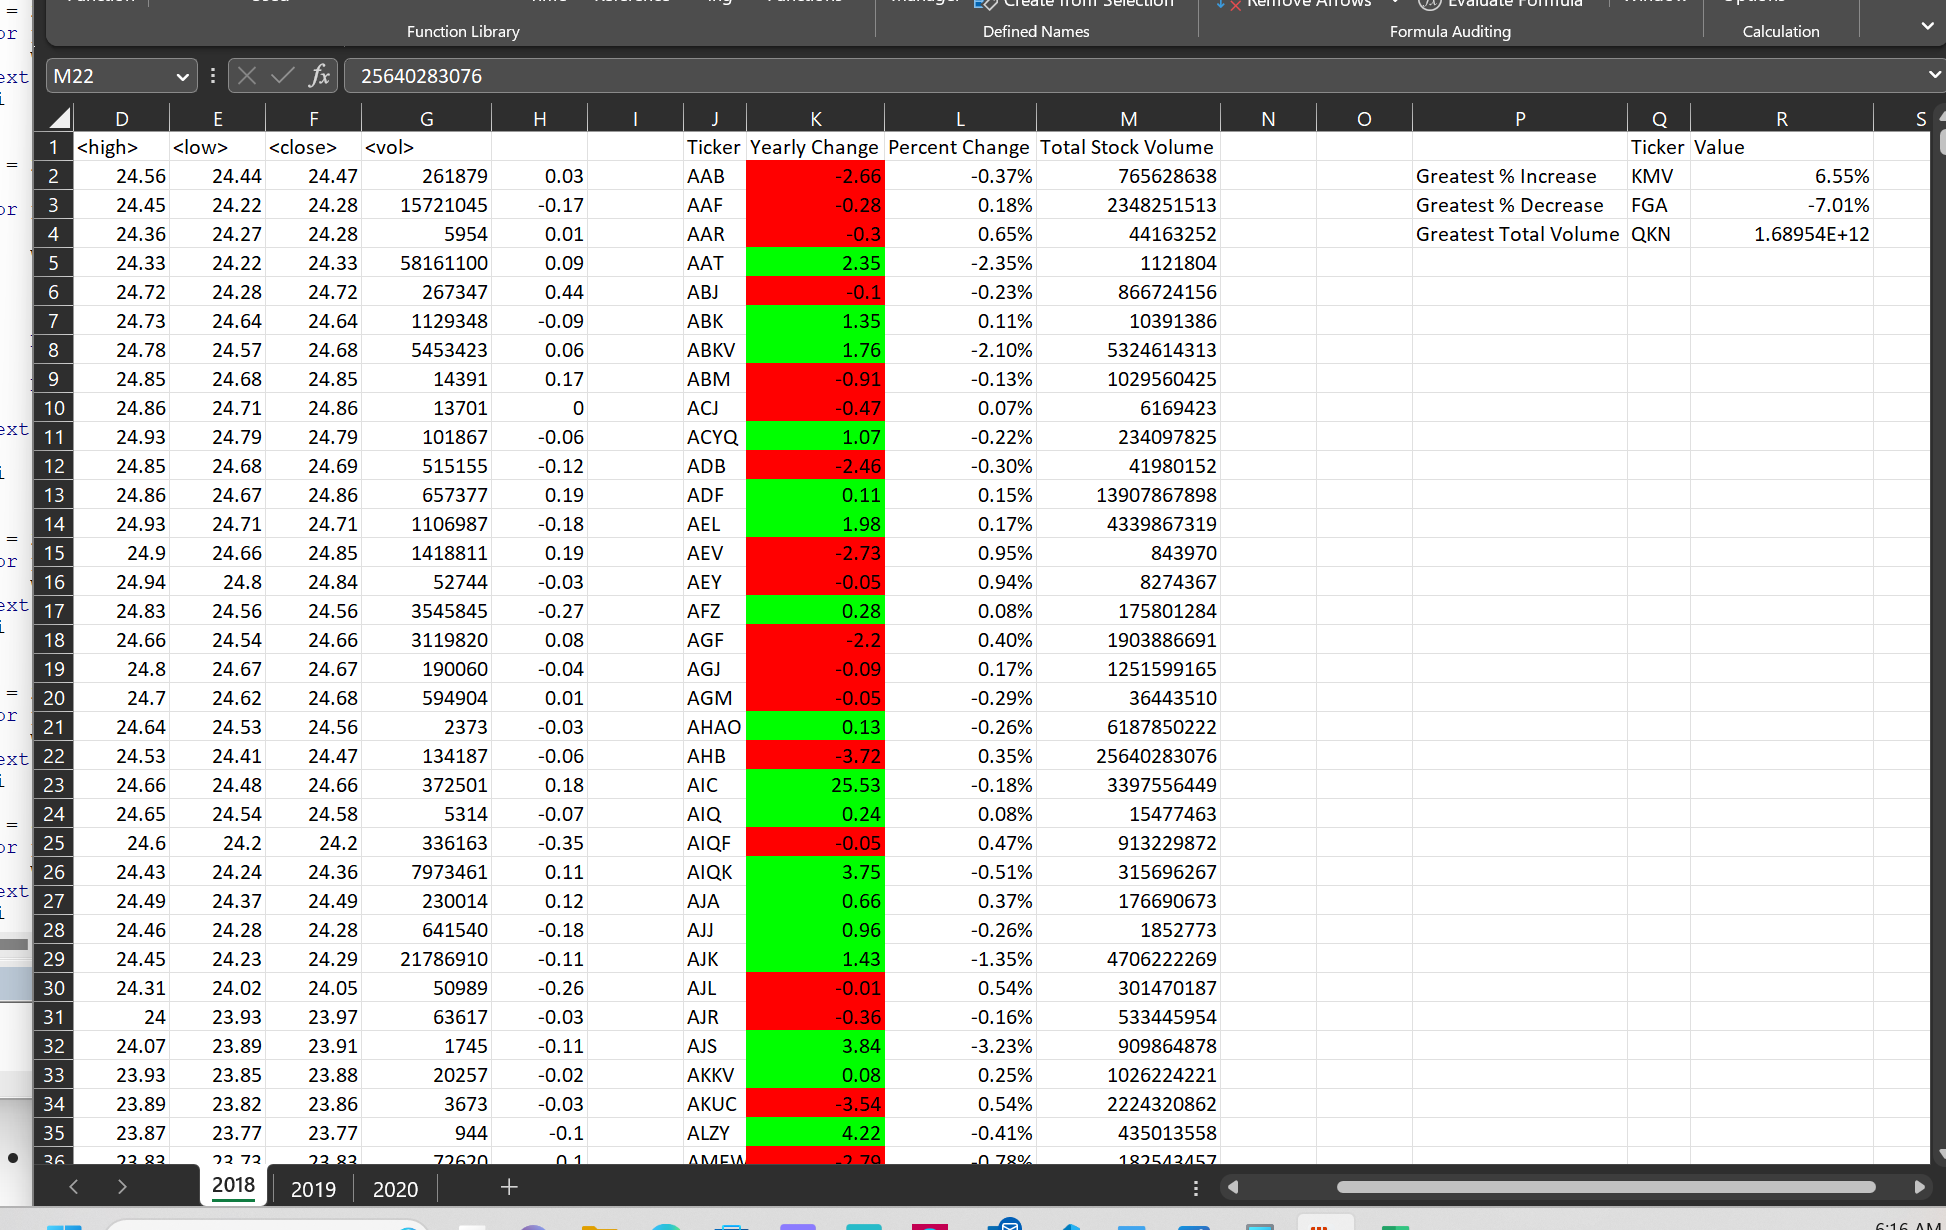 Create from Selection Remove Arrows Evaluate Formula
Function Library Defined Names Formula Auditing Calculation
M22 fx 25640283076
D E F G H I J K L M N O P Q R S
1 <high> <low> <close> <vol> Ticker Yearly Change Percent Change Total Stock Volume Ticker Value
2 24.56 24.44 24.47 261879 0.03 AAB -2.66 -0.37% 765628638 Greatest % Increase KMV 6.55%
3 24.45 24.22 24.28 15721045 -0.17 AAF -0.28 0.18% 2348251513 Greatest % Decrease FGA -7.01%
4 24.36 24.27 24.28 5954 0.01 AAR -0.3 0.65% 44163252 Greatest Total Volume QKN 1.68954E+12
5 24.33 24.22 24.33 58161100 0.09 AAT 2.35 -2.35% 1121804
6 24.72 24.28 24.72 267347 0.44 ABJ -0.1 -0.23% 866724156
7 24.73 24.64 24.64 1129348 -0.09 ABK 1.35 0.11% 10391386
8 24.78 24.57 24.68 5453423 0.06 ABKV 1.76 -2.10% 5324614313
9 24.85 24.68 24.85 14391 0.17 ABM -0.91 -0.13% 1029560425
10 24.86 24.71 24.86 13701 0 ACJ -0.47 0.07% 6169423
11 24.93 24.79 24.79 101867 -0.06 ACYQ 1.07 -0.22% 234097825
12 24.85 24.68 24.69 515155 -0.12 ADB -2.46 -0.30% 41980152
13 24.86 24.67 24.86 657377 0.19 ADF 0.11 0.15% 13907867898
14 24.93 24.71 24.71 1106987 -0.18 AEL 1.98 0.17% 4339867319
15 24.9 24.66 24.85 1418811 0.19 AEV -2.73 0.95% 843970
16 24.94 24.8 24.84 52744 -0.03 AEY -0.05 0.94% 8274367
17 24.83 24.56 24.56 3545845 -0.27 AFZ 0.28 0.08% 175801284
18 24.66 24.54 24.66 3119820 0.08 AGF -2.2 0.40% 1903886691
19 24.8 24.67 24.67 190060 -0.04 AGJ -0.09 0.17% 1251599165
20 24.7 24.62 24.68 594904 0.01 AGM -0.05 -0.29% 36443510
21 24.64 24.53 24.56 2373 -0.03 AHAO 0.13 -0.26% 6187850222
22 24.53 24.41 24.47 134187 -0.06 AHB -3.72 0.35% 25640283076
23 24.66 24.48 24.66 372501 0.18 AIC 25.53 -0.18% 3397556449
24 24.65 24.54 24.58 5314 -0.07 AIQ 0.24 0.08% 15477463
25 24.6 24.2 24.2 336163 -0.35 AIQF -0.05 0.47% 913229872
26 24.43 24.24 24.36 7973461 0.11 AIQK 3.75 -0.51% 315696267
27 24.49 24.37 24.49 230014 0.12 AJA 0.66 0.37% 176690673
28 24.46 24.28 24.28 641540 -0.18 AJJ 0.96 -0.26% 1852773
29 24.45 24.23 24.29 21786910 -0.11 AJK 1.43 -1.35% 4706222269
30 24.31 24.02 24.05 50989 -0.26 AJL -0.01 0.54% 301470187
31 24 23.93 23.97 63617 -0.03 AJR -0.36 -0.16% 533445954
32 24.07 23.89 23.91 1745 -0.11 AJS 3.84 -3.23% 909864878
33 23.93 23.85 23.88 20257 -0.02 AKKV 0.08 0.25% 1026224221
34 23.89 23.82 23.86 3673 -0.03 AKUC -3.54 0.54% 2224320862
35 23.87 23.77 23.77 944 -0.1 ALZY 4.22 -0.41% 435013558
36 23.83 23.73 23.83 72620 0.1 AMEW -2.79 -0.78% 182543457
2018 2019 2020
6:16 AM